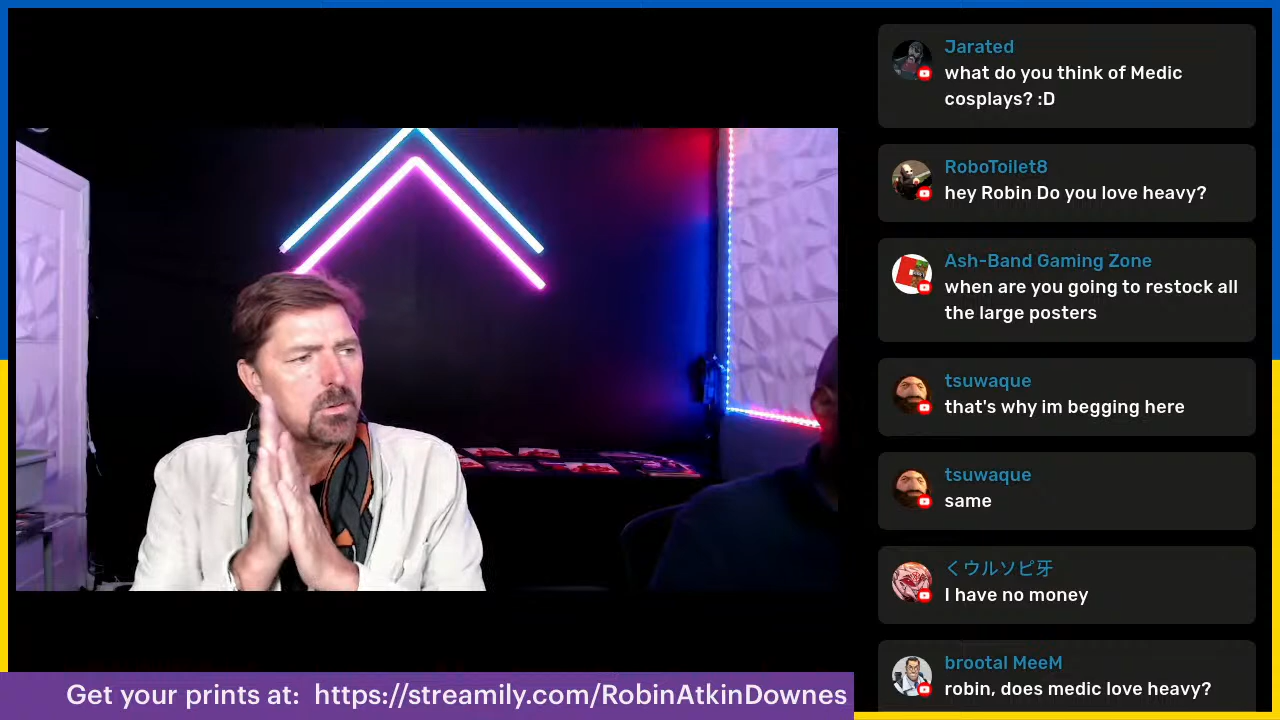 Jarated
what do you think of Medic
cosplays? :D
RoboToilet8
hey Robin Do you love heavy?
Ash-Band Gaming Zone
when are you going to restock all
the large posters
tsuwaque
that's why im begging here
tsuwaque
same
くウルソピ牙
I have no money
brootal MeeM
robin, does medic love heavy?
Get your prints at: https://streamily.com/RobinAtkinDownes